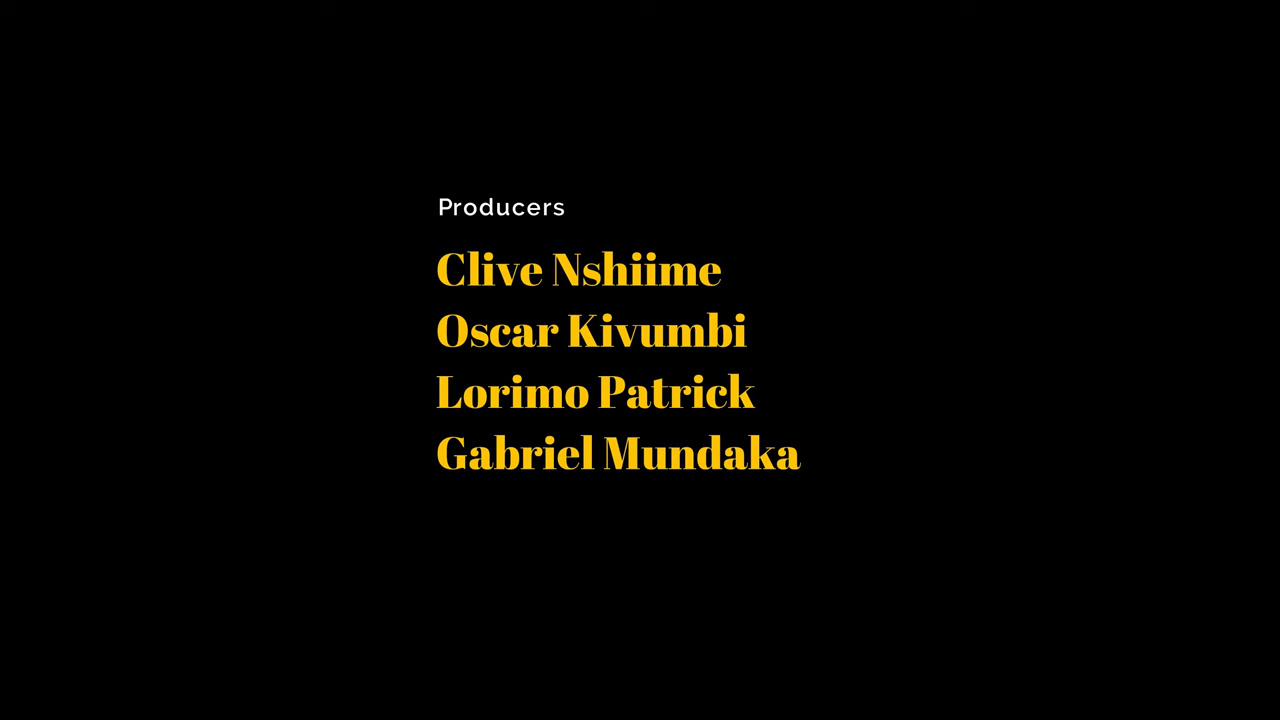 Producers
Clive Nshiime
Oscar Kivumbi
Lorimo Patrick
Gabriel Mundaka